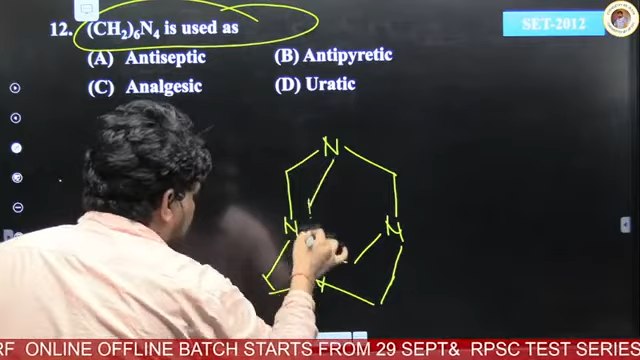 SET-2012
12. (CH2)6N4 is used as
(A) Antiseptic
(B) Antipyretic
(C) Analgesic
(D) Uratic
N
N
N
RF ONLINE OFFLINE BATCH STARTS FROM 29 SEPT& RPSC TEST SERIES